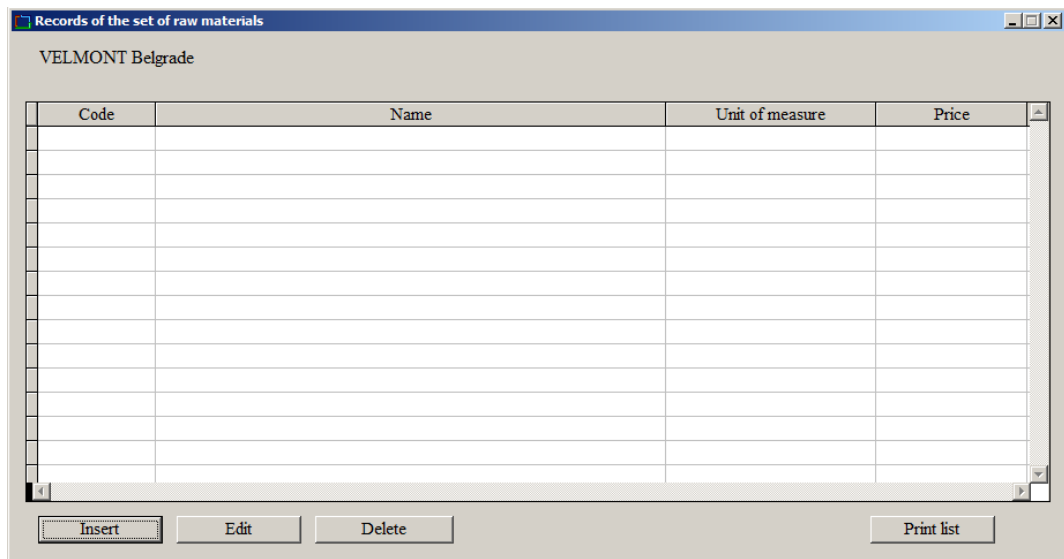 Records of the set of raw materials
VELMONT Belgrade
Code Name Unit of measure Price
Insert Edit Delete Print list